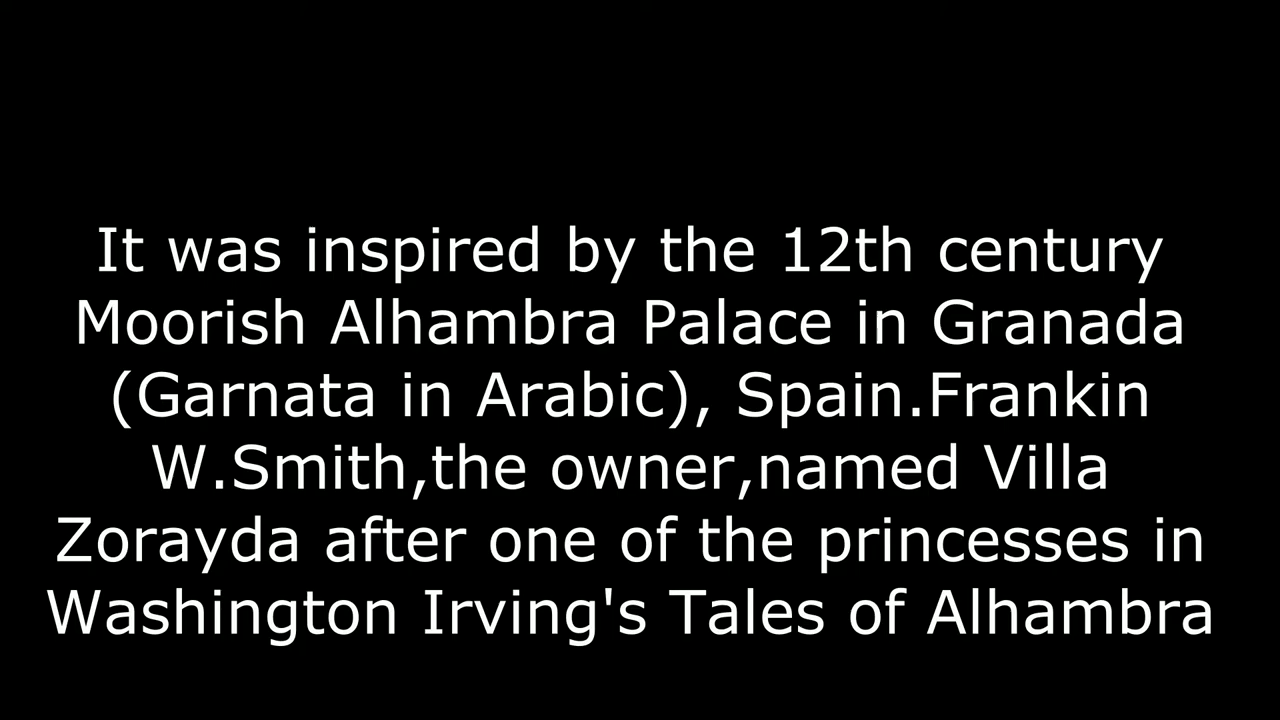 It was inspired by the 12th century
Moorish Alhambra Palace in Granada
(Garnata in Arabic), Spain.Frankin
W.Smith,the owner,named Villa
Zorayda after one of the princesses in
Washington Irving's Tales of Alhambra